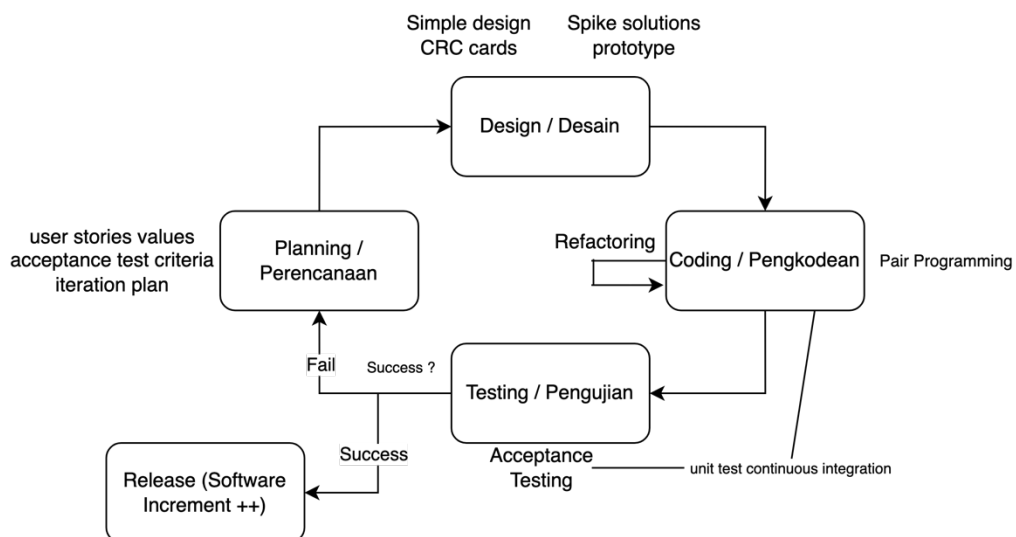 Simple design
CRC cards
Spike solutions
prototype
Design / Desain
user stories values
acceptance test criteria
iteration plan
Planning /
Perencanaan
Refactoring
Coding / Pengkodean
Pair Programming
Fail
Success ?
Testing / Pengujian
Success
Acceptance
Testing
unit test continuous integration
Release (Software
Increment ++)